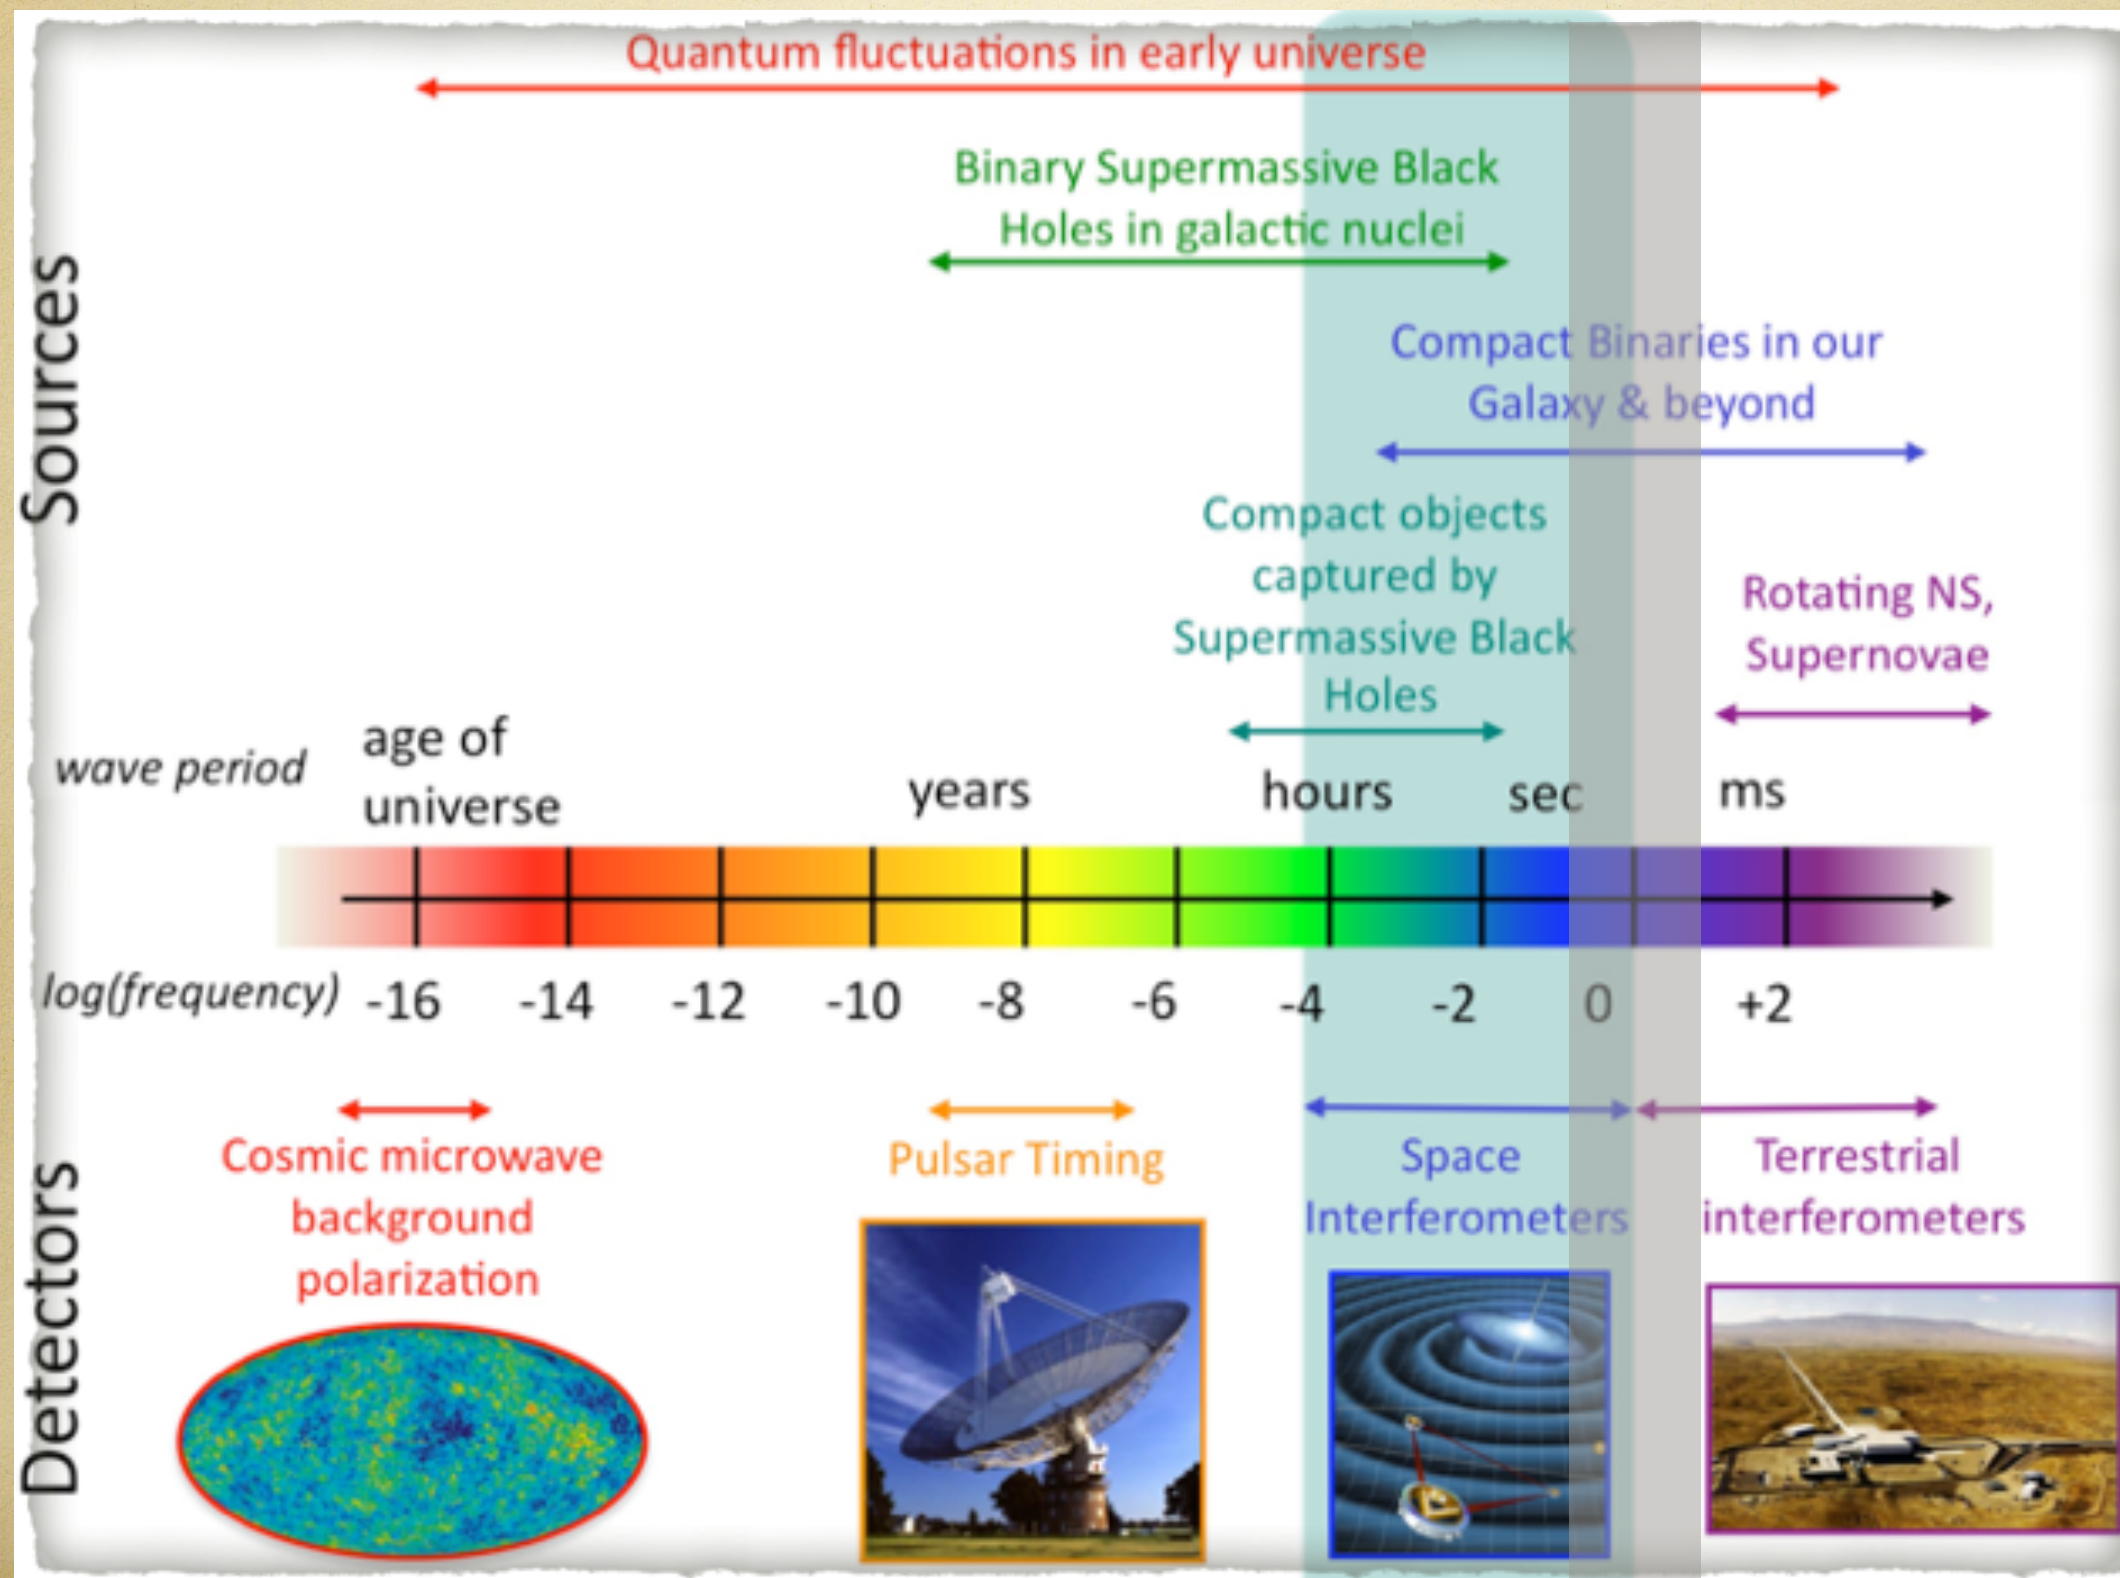 Quantum fluctuations in early universe
Binary Supermassive Black
Holes in galactic nuclei
Compact Binaries in our
Galaxy & beyond
Compact objects
captured by
Supermassive Black
Holes
Rotating NS,
Supernovae
Sources
wave period
age of
universe
years
hours
sec
ms
log(frequency)
-16
-14
-12
-10
-8
-6
-4
-2
0
+2
Detectors
Cosmic microwave
background
polarization
Pulsar Timing
Space
Interferometers
Terrestrial
interferometers